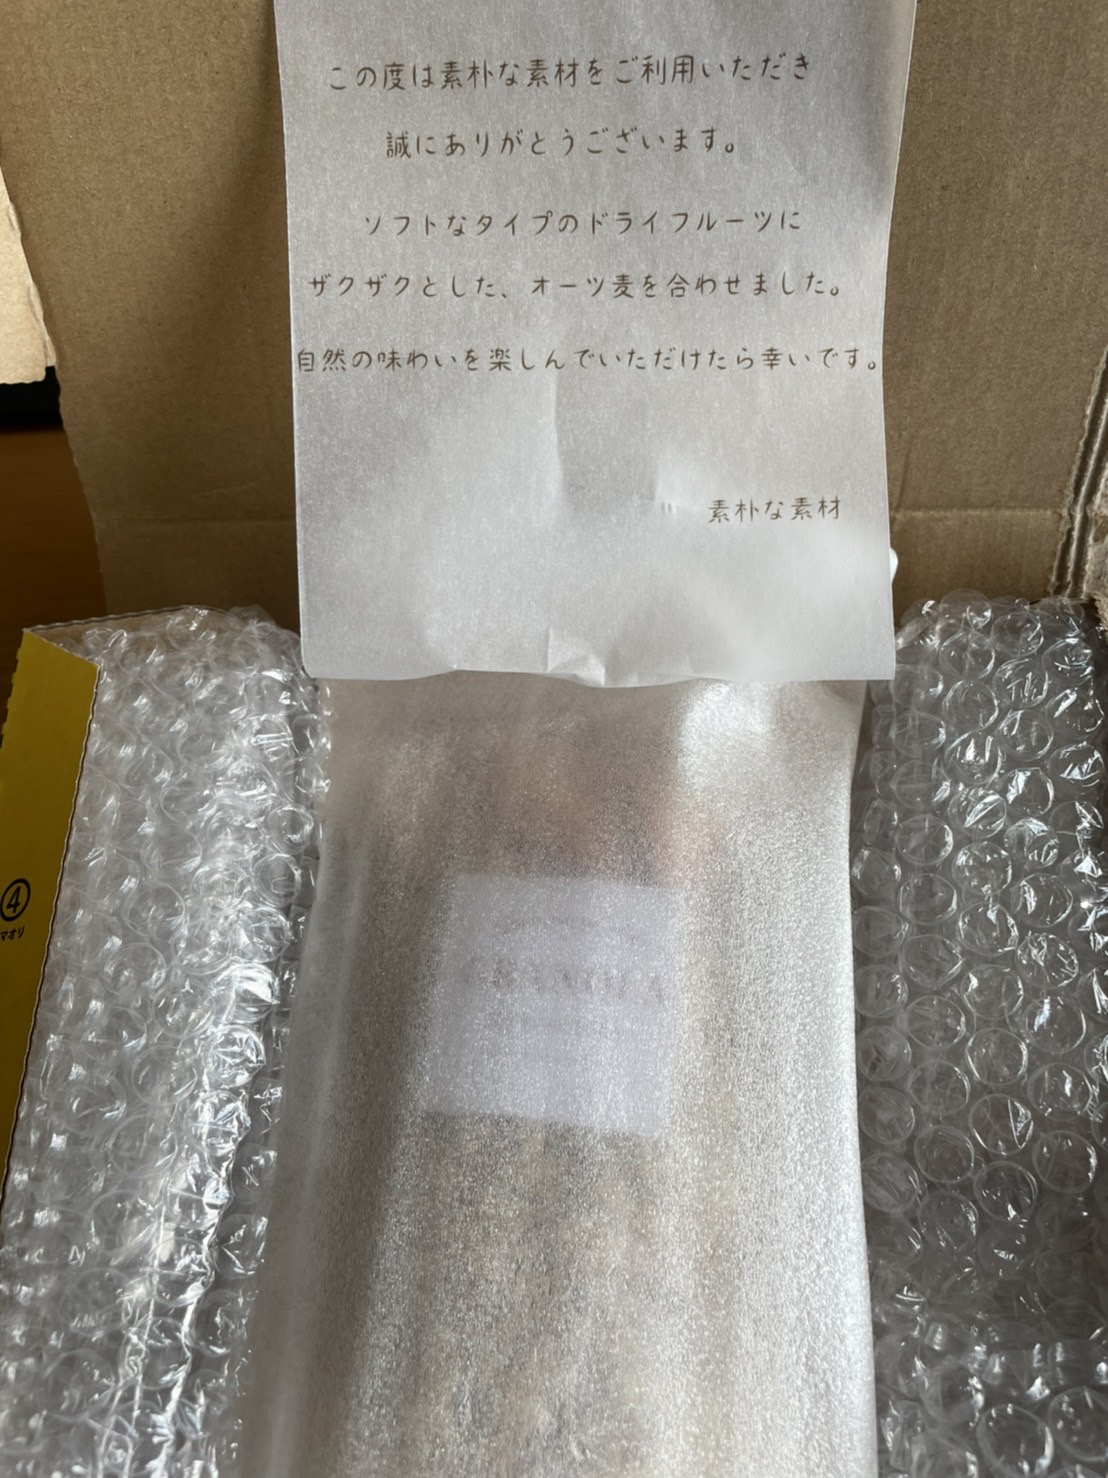 この度は素朴な素材をご利用いただき
誠にありがとうございます。
ソフトなタイプのドライフルーツに
ザクザクとした、オーツ麦を合わせました。
自然の味わいを楽しんでいただけたら幸いです。
素朴な素材
④
マオリ